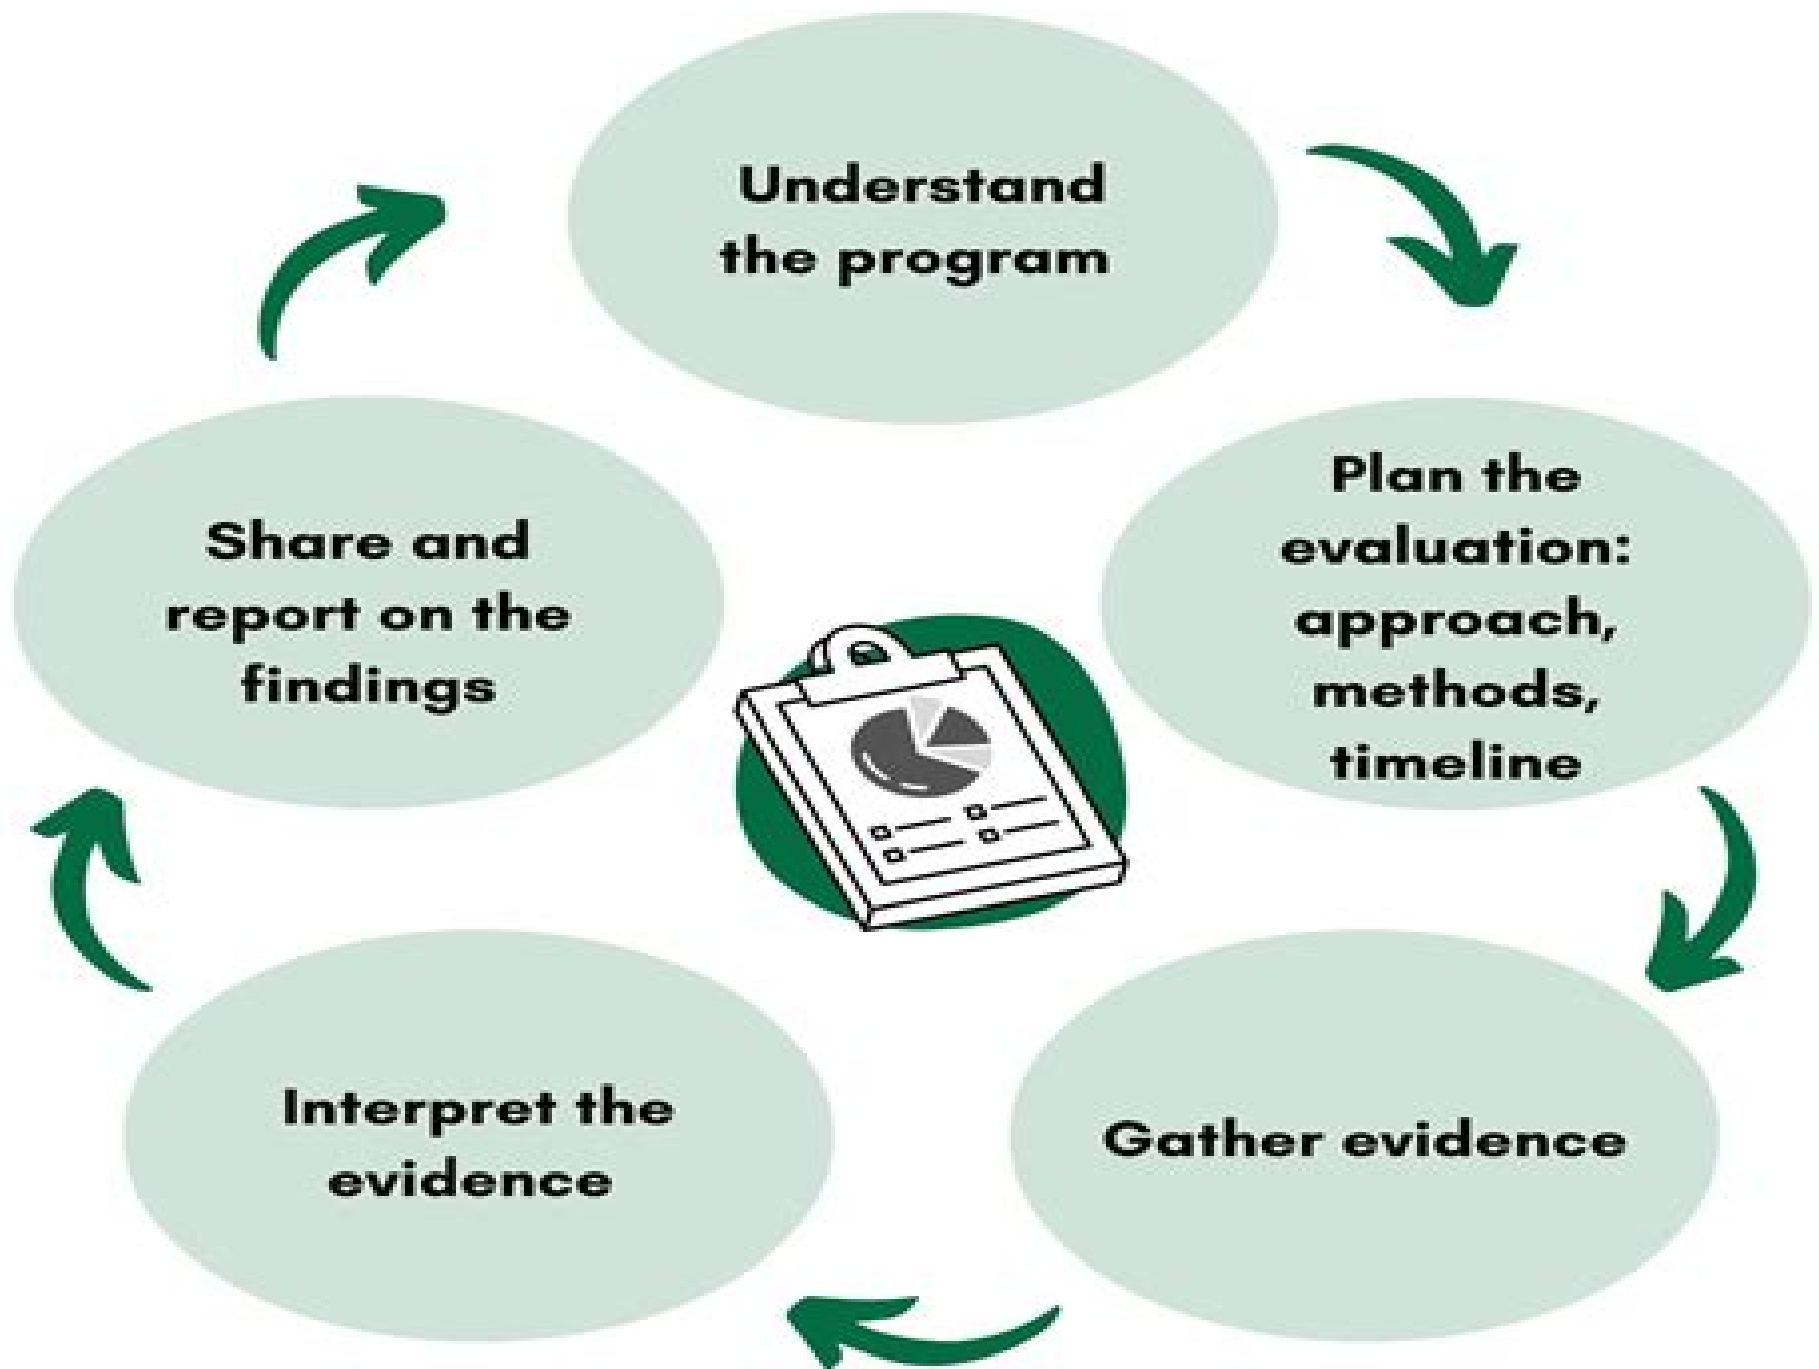 Understand
the program
Plan the
evaluation:
approach,
methods,
timeline
Gather evidence
Interpret the
evidence
Share and
report on the
findings